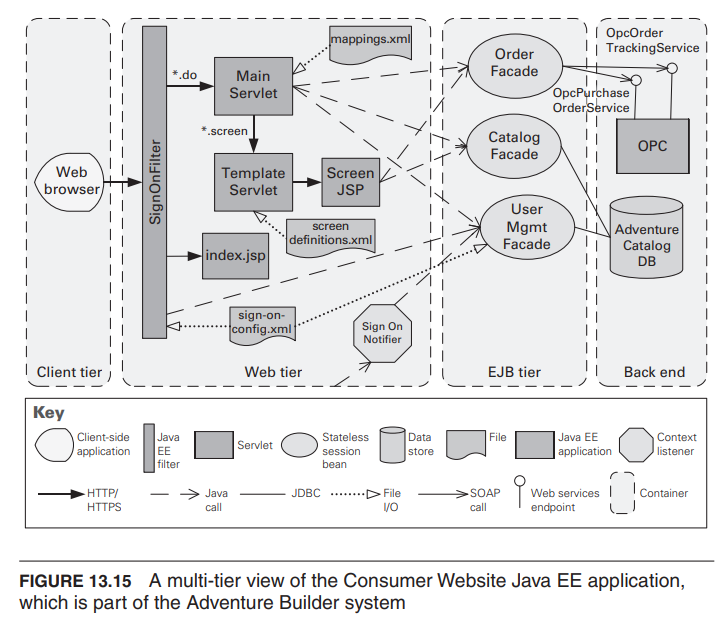 mappings.xml
Order
Facade
OpcOrder
TrackingService
*.do
Main
Servlet
OpcPurchase
OrderService
*.screen
Catalog
Facade
OPC
Web
browser
SignOnFilter
Template
Servlet
Screen
JSP
User
Mgmt
Facade
Adventure
Catalog
DB
screen
definitions.xml
index.jsp
sign-on-
config.xml
Sign On
Notifier
Client tier
Web tier
EJB tier
Back end
Key
Client-side
application
Java
EE
filter
Servlet
Stateless
session
bean
Data
store
File
Java EE
application
Context
listener
HTTP/
HTTPS
Java
call
JDBC
File
I/O
SOAP
call
Web services
endpoint
Container
FIGURE 13.15 A multi-tier view of the Consumer Website Java EE application,
which is part of the Adventure Builder system